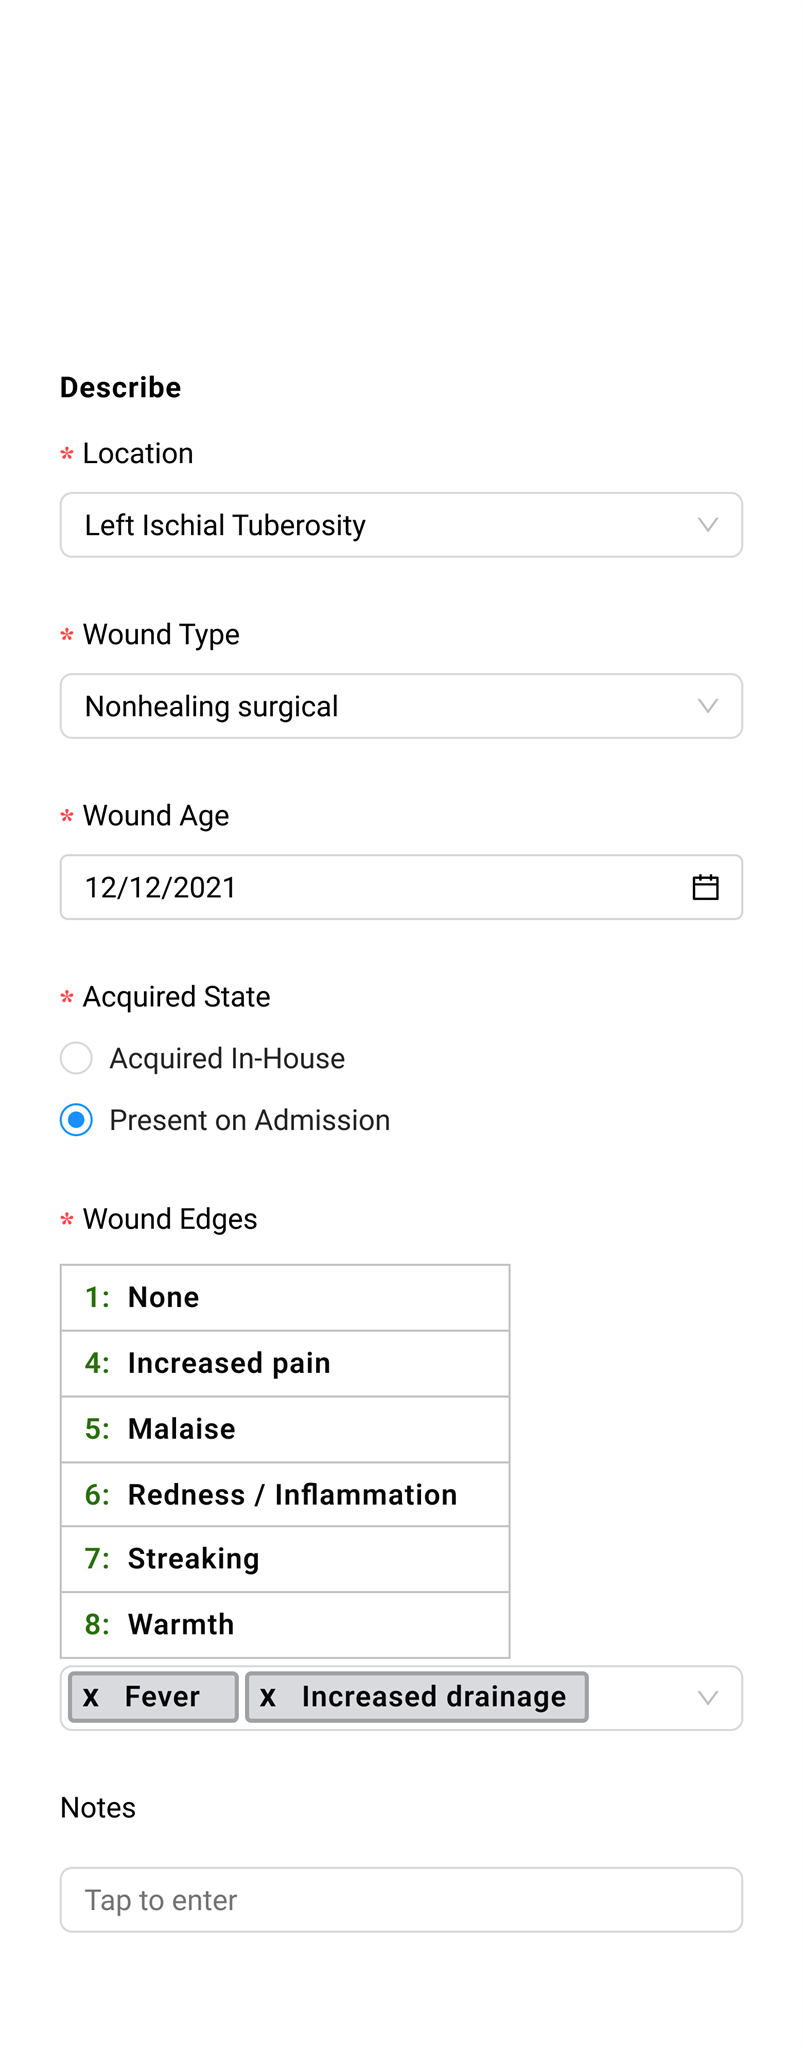 Describe
* Location
Left Ischial Tuberosity
* Wound Type
Nonhealing surgical
* Wound Age
12/12/2021
* Acquired State
Acquired In-House
Present on Admission
* Wound Edges
1: None
4: Increased pain
5: Malaise
6: Redness / Inflammation
7: Streaking
8: Warmth
x Fever x Increased drainage
Notes
Tap to enter